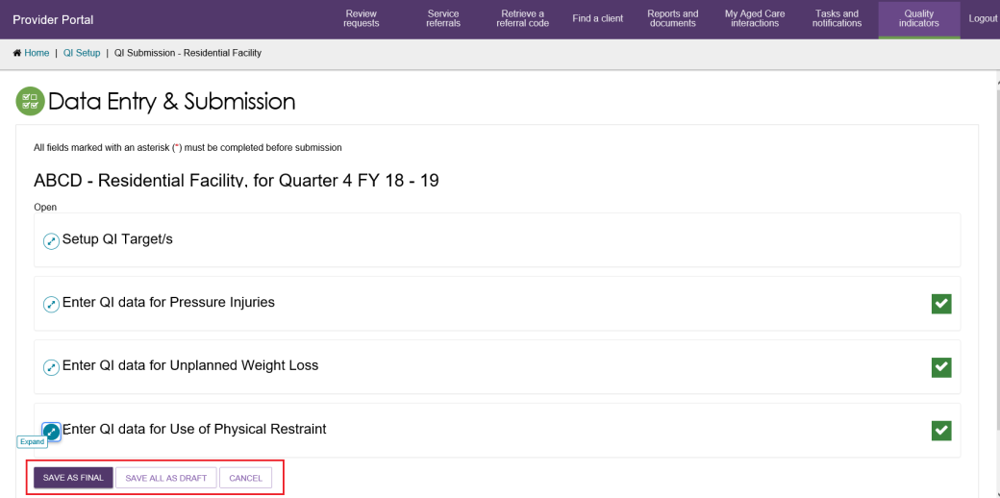 Provider Portal
Review requests
Service referrals
Retrieve a referral code
Find a client
Reports and documents
My Aged Care interactions
Tasks and notifications
Quality indicators
Logout
Home | QI Setup | QI Submission - Residential Facility
Data Entry & Submission
All fields marked with an asterisk (*) must be completed before submission
ABCD - Residential Facility, for Quarter 4 FY 18 - 19
Open
Setup QI Target/s
Enter QI data for Pressure Injuries
Enter QI data for Unplanned Weight Loss
Enter QI data for Use of Physical Restraint
Expand
SAVE AS FINAL SAVE ALL AS DRAFT CANCEL